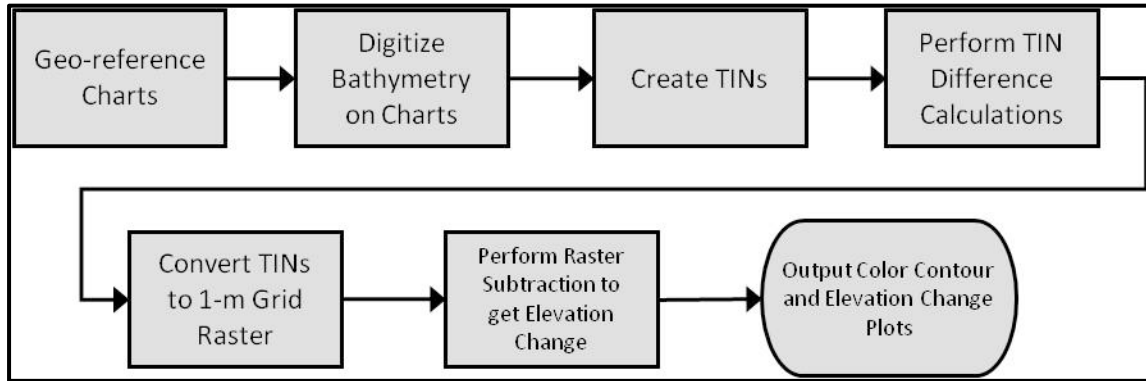 Geo-reference
Charts
Digitize
Bathymetry
on Charts
Create TINs
Perform TIN
Difference
Calculations
Convert TINs
to 1-m Grid
Raster
Perform Raster
Subtraction to
get Elevation
Change
Output Color Contour
and Elevation Change
Plots